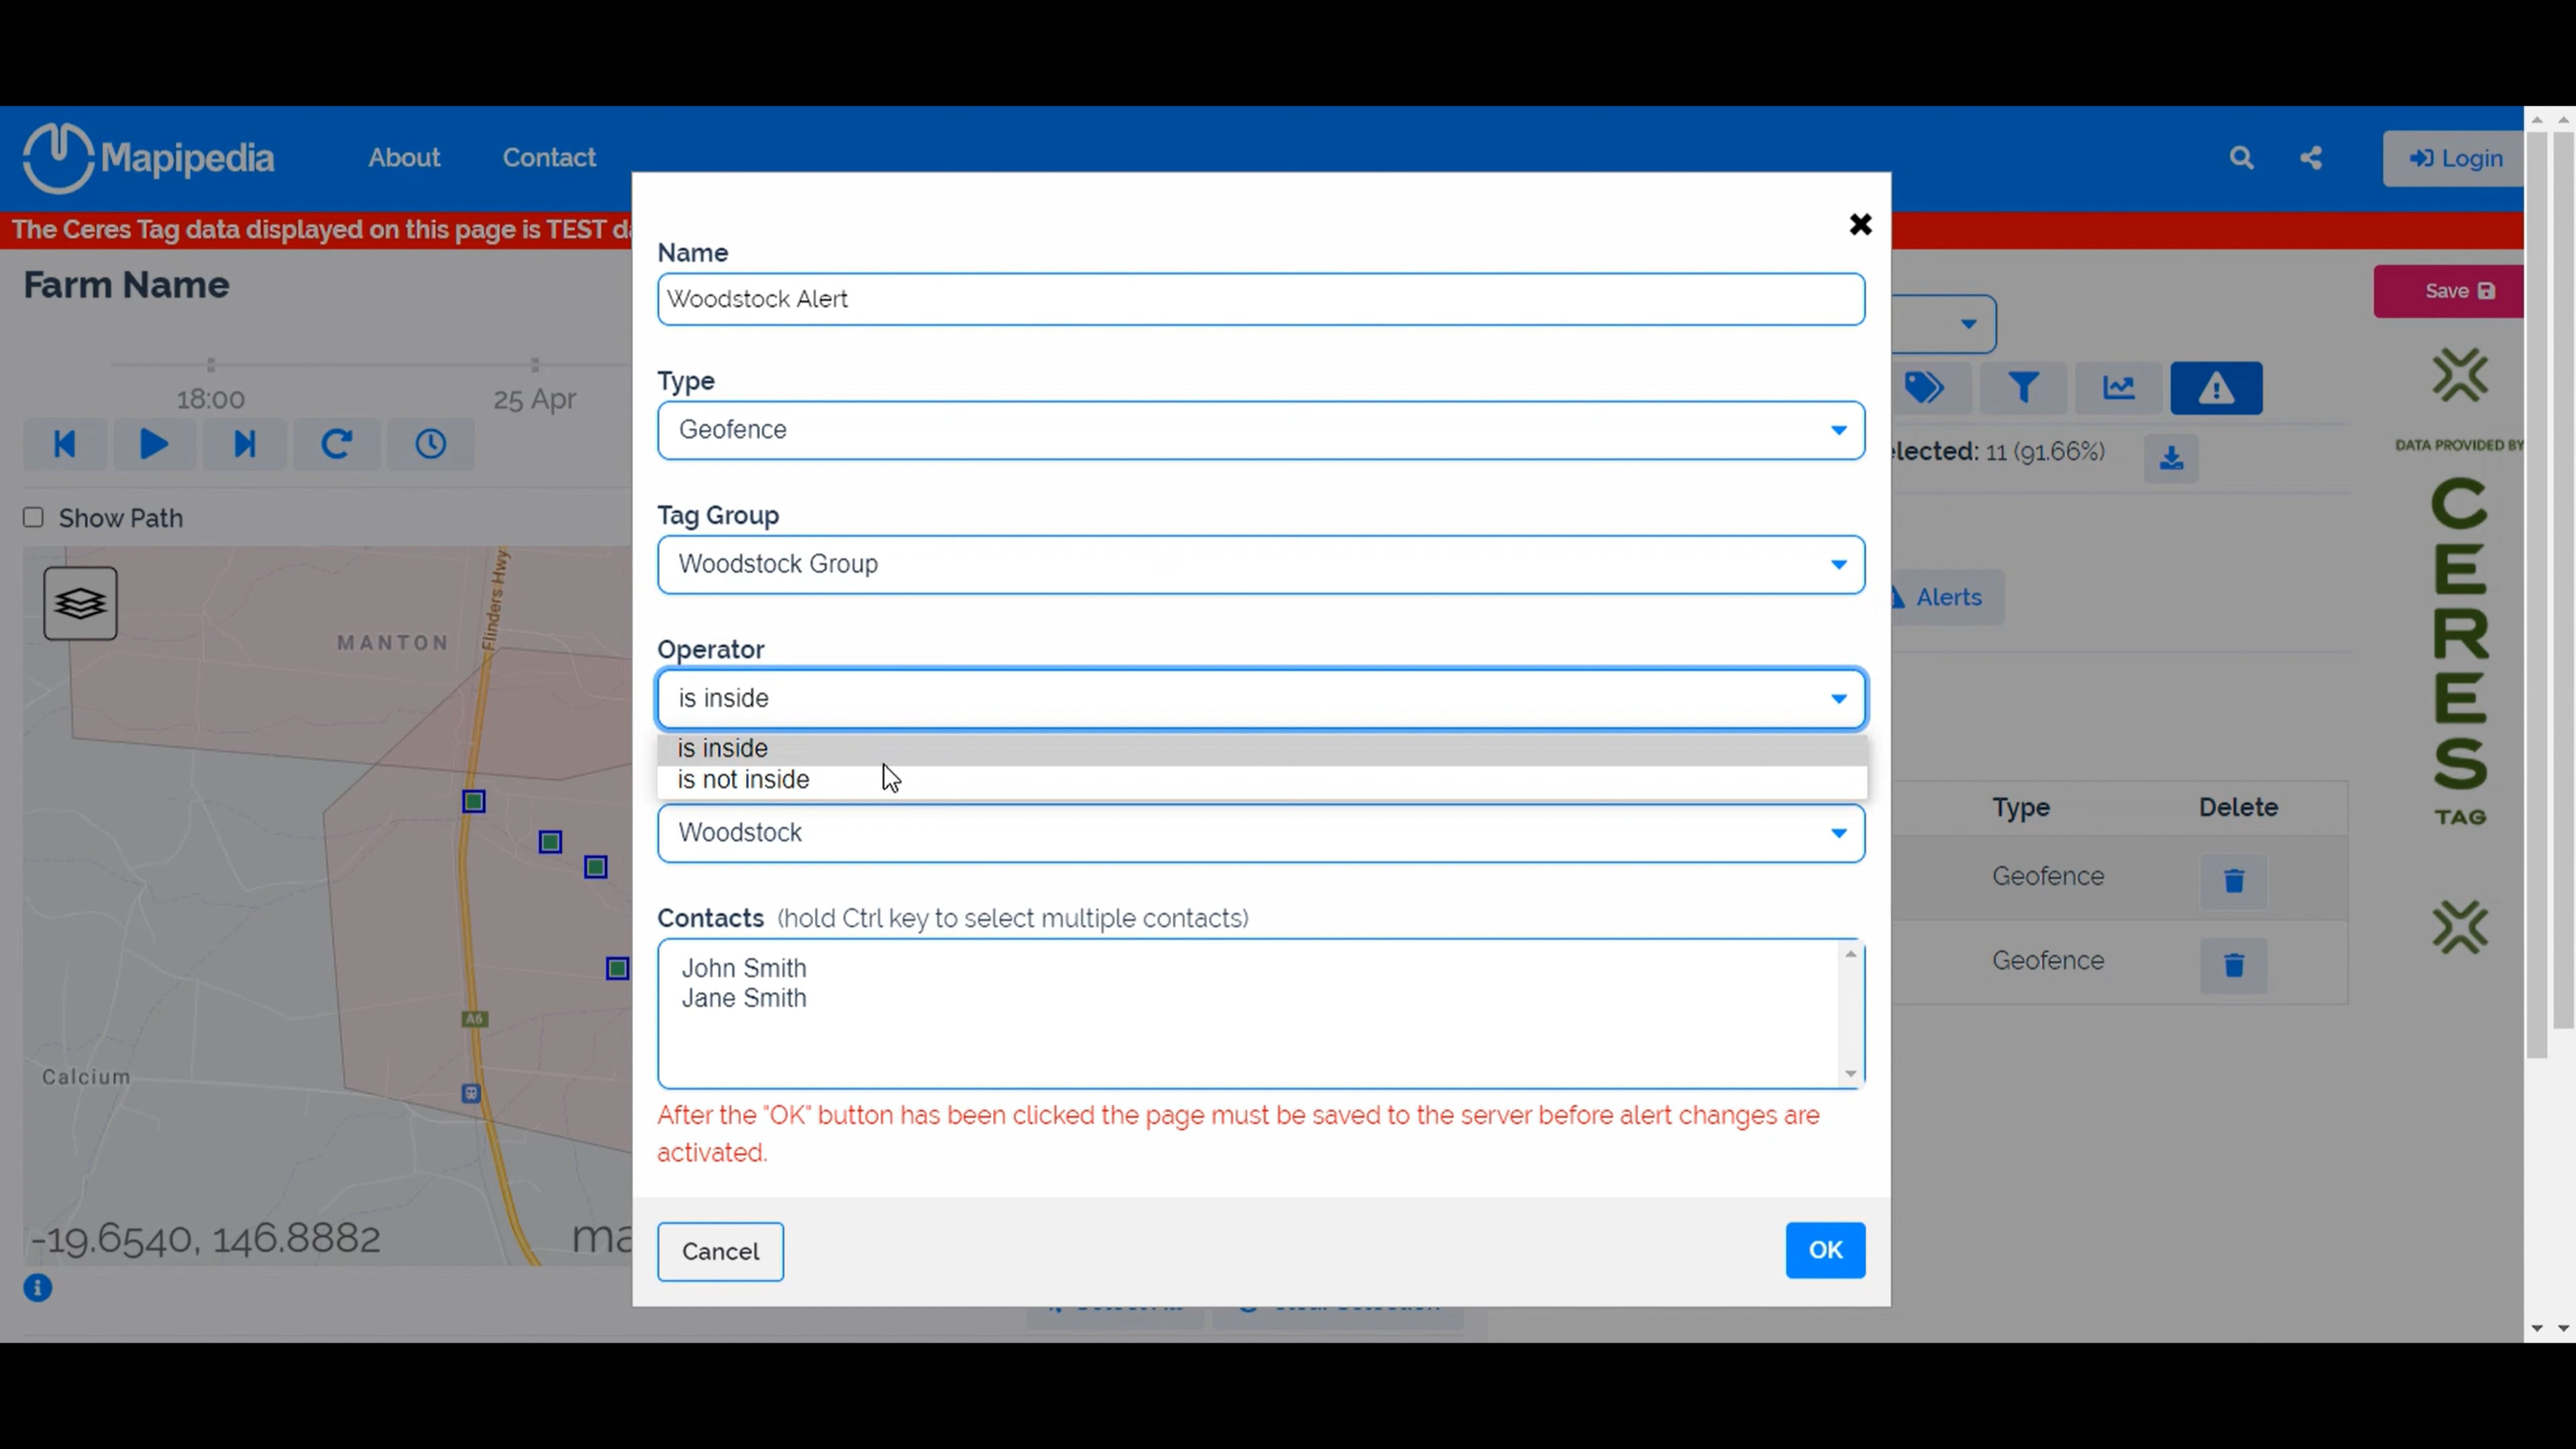 Mapipedia
About
Contact
Login
The Ceres Tag data displayed on this page is TEST
Farm Name
18:00
25 Apr
Show Path
MANTON
Flinders Hwy
A6
Calcium
-19.6540, 146.8882
Name
Woodstock Alert
Type
Geofence
Tag Group
Woodstock Group
Operator
is inside
is inside
is not inside
Woodstock
Contacts (hold Ctrl key to select multiple contacts)
John Smith
Jane Smith
After the "OK" button has been clicked the page must be saved to the server before alert changes are
activated.
Cancel
OK
Save
11 (91.66%)
Alerts
Type Delete
Geofence
Geofence
DATA PROVIDED BY
CERES
TAG